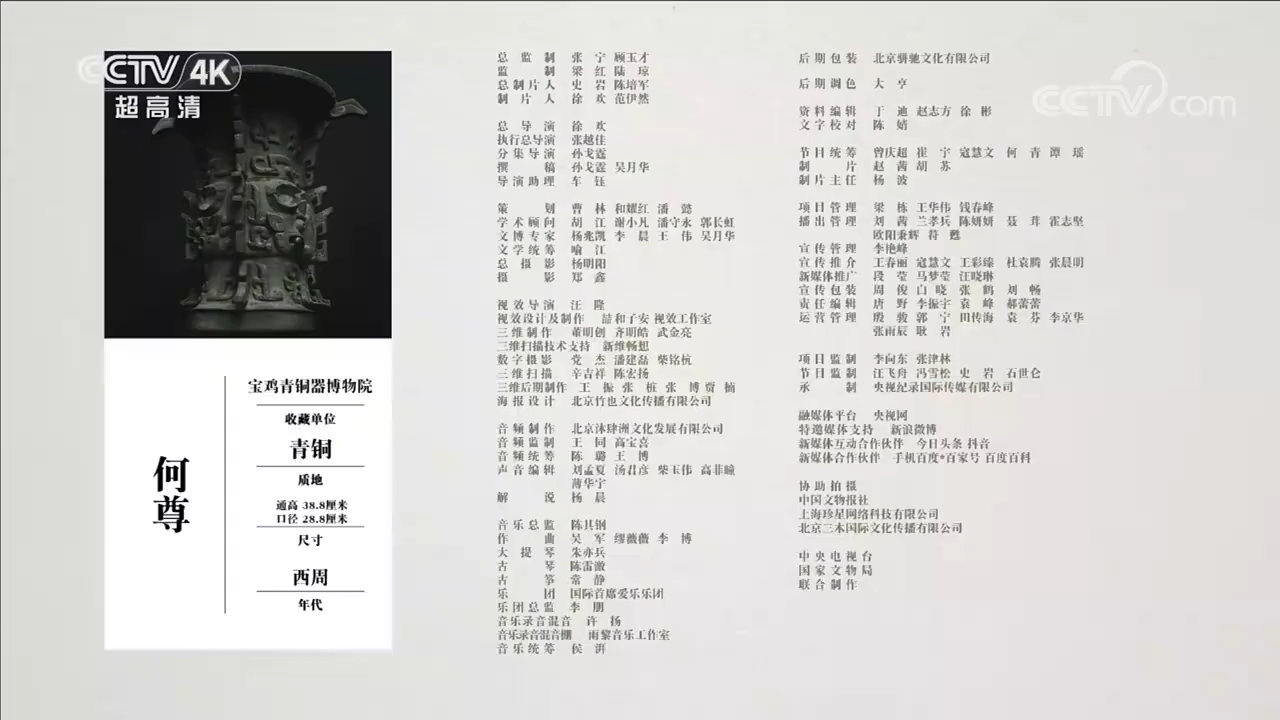 CCTV 4K
超高清
CCTV com
宝鸡青铜器博物院
收藏单位
青铜
质地
通高 38.8厘米
口径 28.8厘米
尺寸
西周
年代
何尊
总监制 张宁 顾玉才
监制 梁红 陆琼
总制片人 史岩 陈培军
制片人 徐欢 范伊然
总导演 徐欢
执行总导演 张越佳
分集导演 孙戈霆
撰稿 孙戈霆 吴月华
导演助理 车钰
策划 曹林 和耀红 潘懿
学术顾问 胡江 谢小凡 潘守永 郭长虹
文博专家 杨兆凯 李晨 王伟 吴月华
文学统筹 喻江
总摄影 杨明阳
摄影 郑鑫
视效导演 汪隆
视效设计及制作 喆和子安 视效工作室
三维制作 董明创 齐明皓 武金亮
三维扫描技术支持 新维畅想
数字摄影 党杰 潘建磊 柴铭杭
三维扫描 辛吉祥 陈宏扬
三维后期制作 王振 张桩 张博 贾楠
海报设计 北京竹也文化传播有限公司
音频制作 北京沐肆洲文化发展有限公司
音频监制 王同 高宝喜
音频统筹 陈璐 王博
声音编辑 刘孟夏 汤君彦 柴玉伟 高菲瞳
薄华宇
解说 杨晨
音乐总监 陈其钢
作曲 吴军 缪薇薇 李博
大提琴 朱亦兵
古琴 陈雷激
古筝 常静
乐团 国际首席爱乐乐团
乐团总监 李朋
音乐录音混音 许扬
音乐录音混音棚 雨黎音乐工作室
音乐统筹 侯湃
后期包装 北京骈驰文化有限公司
后期调色 大亨
资料编辑 于迪 赵志方 徐彬
文字校对 陈婧
节目统筹 曾庆超 崔宇 寇慧文 何青 谭瑶
制片 赵茜 胡苏
制片主任 杨波
项目管理 梁栋 王华伟 钱春峰
播出管理 刘茜 兰孝兵 陈妍妍 聂茸 霍志坚
欧阳秉辉 苻甦
宣传管理 李艳峰
宣传推介 王春丽 寇慧文 王彩臻 杜袁腾 张晨明
新媒体推广 段莹 马梦莹 汪晓琳
宣传包装 周俊 白晓 张鹤 刘畅
责任编辑 唐野 李振宇 袁峰 郝蕾蕾
运营管理 殷骏 郭宁 田传海 袁芬 李京华
张雨辰 耿岩
项目监制 李向东 张津林
节目监制 汪飞舟 冯雪松 史岩 石世仑
承制 央视纪录国际传媒有限公司
融媒体平台 央视网
特邀媒体支持 新浪微博
新媒体互动合作伙伴 今日头条 抖音
新媒体合作伙伴 手机百度*百家号 百度百科
协助拍摄
中国文物报社
上海珍星网络科技有限公司
北京三本国际文化传播有限公司
中央电视台
国家文物局
联合制作